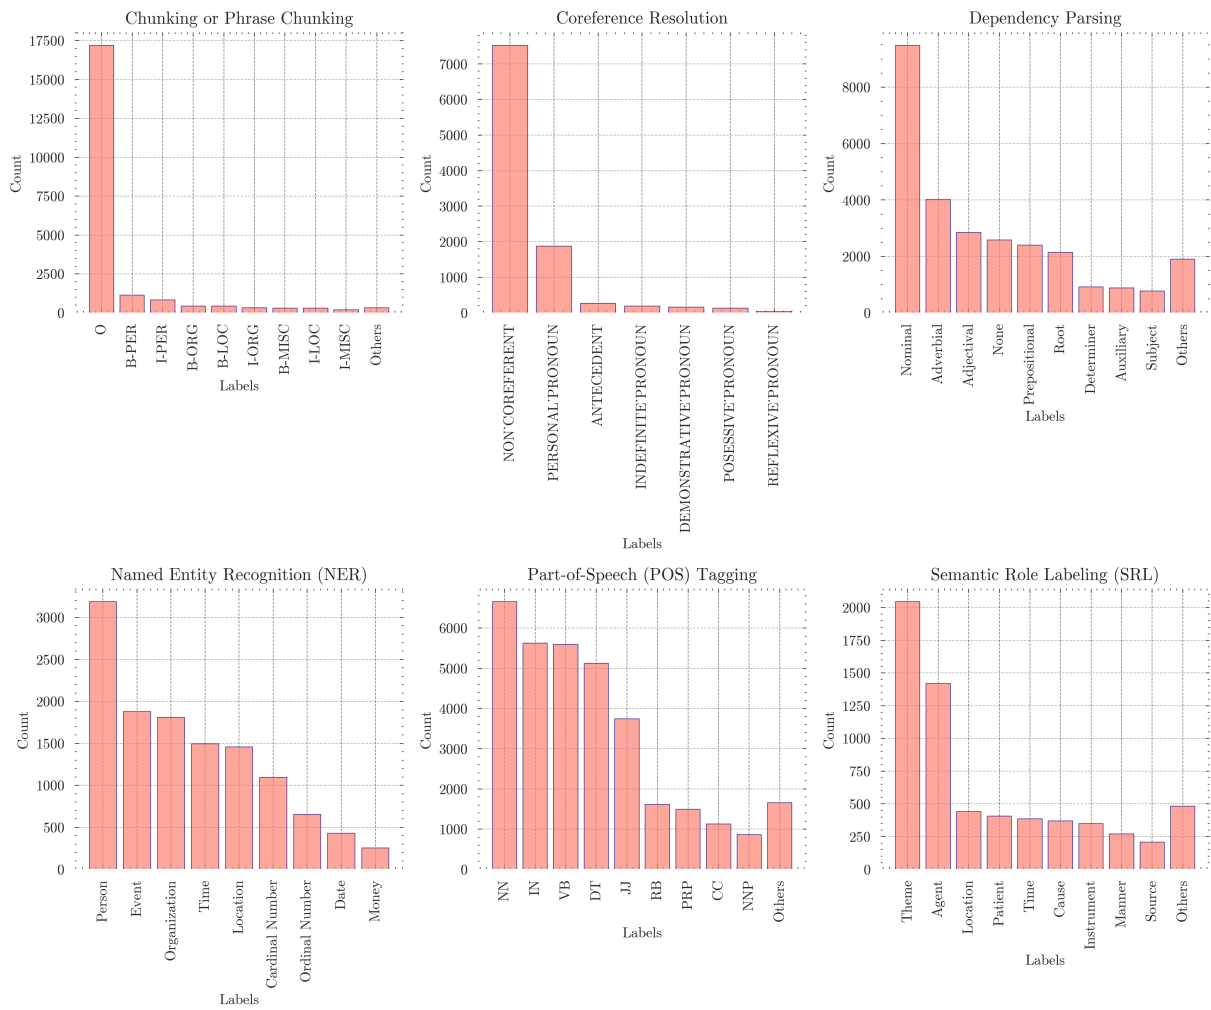 Chunking or Phrase Chunking
Count
17500
15000
12500
10000
7500
5000
2500
0
O
B-PER
I-PER
B-ORG
B-LOC
I-ORG
B-MISC
I-LOC
I-MISC
Others
Labels
Coreference Resolution
Count
7000
6000
5000
4000
3000
2000
1000
0
NON˙COREFERENT
PERSONAL˙PRONOUN
ANTECEDENT
INDEFINITE˙PRONOUN
DEMONSTRATIVE˙PRONOUN
POSESSIVE˙PRONOUN
REFLEXIVE˙PRONOUN
Labels
Dependency Parsing
Count
8000
6000
4000
2000
0
Nominal
Adverbial
Adjectival
None
Prepositional
Root
Determiner
Auxiliary
Subject
Others
Labels
Named Entity Recognition (NER)
Count
3000
2500
2000
1500
1000
500
0
Person
Event
Organization
Time
Location
Cardinal Number
Ordinal Number
Date
Money
Labels
Part-of-Speech (POS) Tagging
Count
6000
5000
4000
3000
2000
1000
0
NN
IN
VB
DT
JJ
RB
PRP
CC
NNP
Others
Labels
Semantic Role Labeling (SRL)
Count
2000
1750
1500
1250
1000
750
500
250
0
Theme
Agent
Location
Patient
Time
Cause
Instrument
Manner
Source
Others
Labels